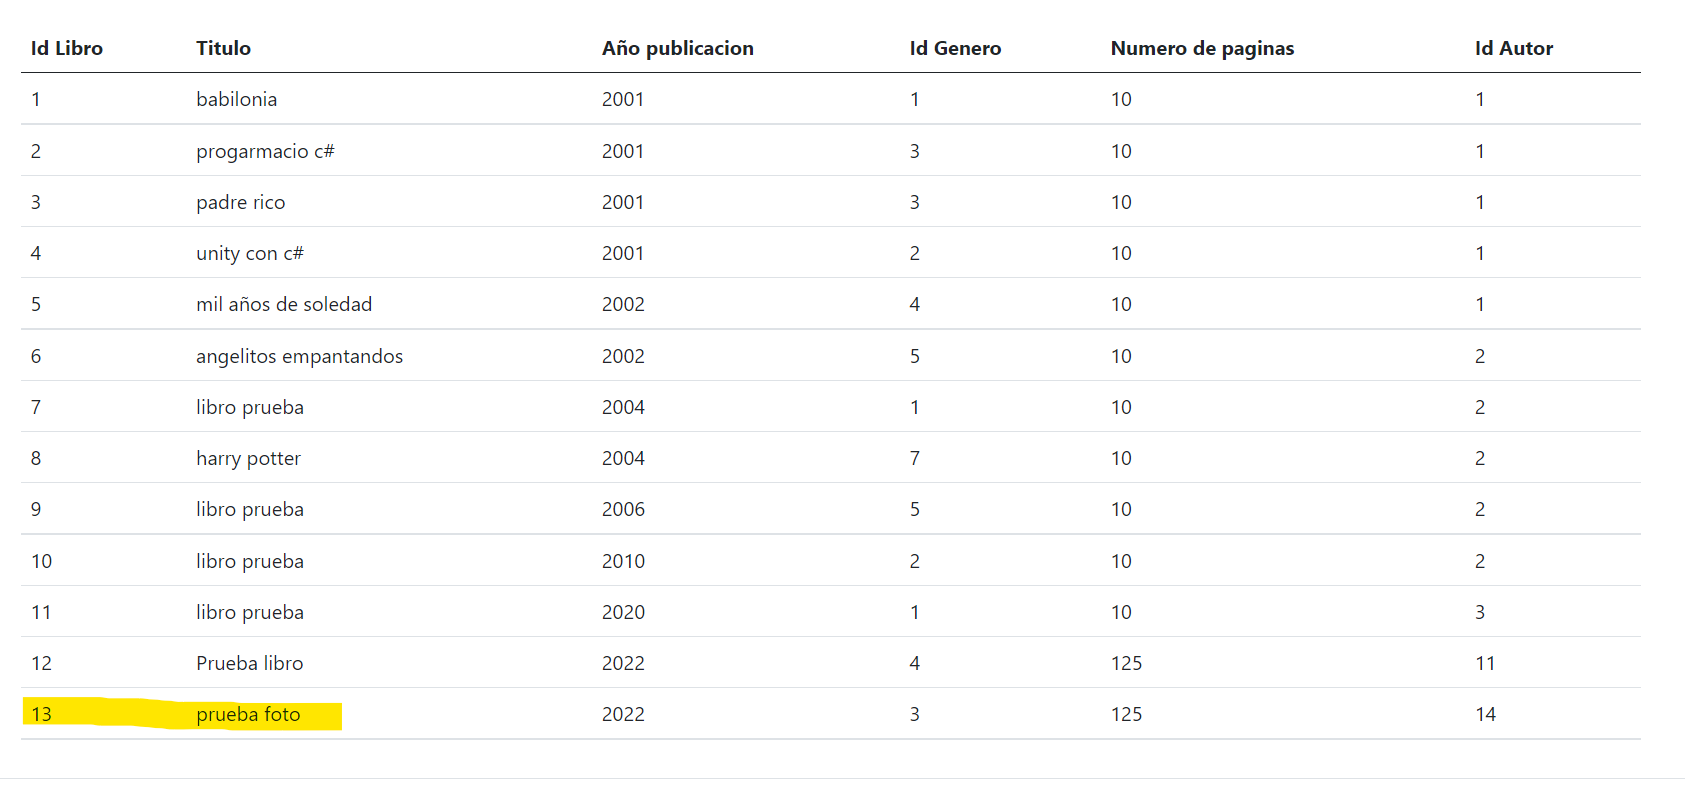 Id Libro Titulo Año publicacion Id Genero Numero de paginas Id Autor
1 babilonia 2001 1 10 1
2 progarmacio c# 2001 3 10 1
3 padre rico 2001 3 10 1
4 unity con c# 2001 2 10 1
5 mil años de soledad 2002 4 10 1
6 angelitos empantandos 2002 5 10 2
7 libro prueba 2004 1 10 2
8 harry potter 2004 7 10 2
9 libro prueba 2006 5 10 2
10 libro prueba 2010 2 10 2
11 libro prueba 2020 1 10 3
12 Prueba libro 2022 4 125 11
13 prueba foto 2022 3 125 14